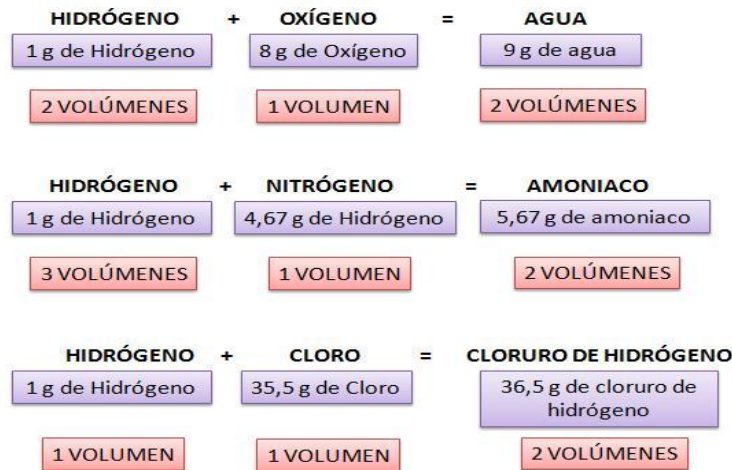 HIDRÓGENO + OXÍGENO = AGUA
1 g de Hidrógeno 8 g de Oxígeno 9 g de agua
2 VOLÚMENES 1 VOLUMEN 2 VOLÚMENES
HIDRÓGENO + NITRÓGENO = AMONIACO
1 g de Hidrógeno 4,67 g de Hidrógeno 5,67 g de amoniaco
3 VOLÚMENES 1 VOLUMEN 2 VOLÚMENES
HIDRÓGENO + CLORO = CLORURO DE HIDRÓGENO
1 g de Hidrógeno 35,5 g de Cloro 36,5 g de cloruro de
hidrógeno
1 VOLUMEN 1 VOLUMEN 2 VOLÚMENES